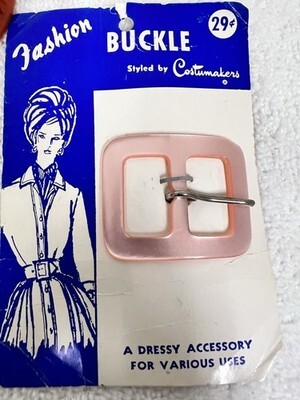 Fashion
BUCKLE
29¢
Styled by Costumakers
A DRESSY ACCESSORY
FOR VARIOUS USES